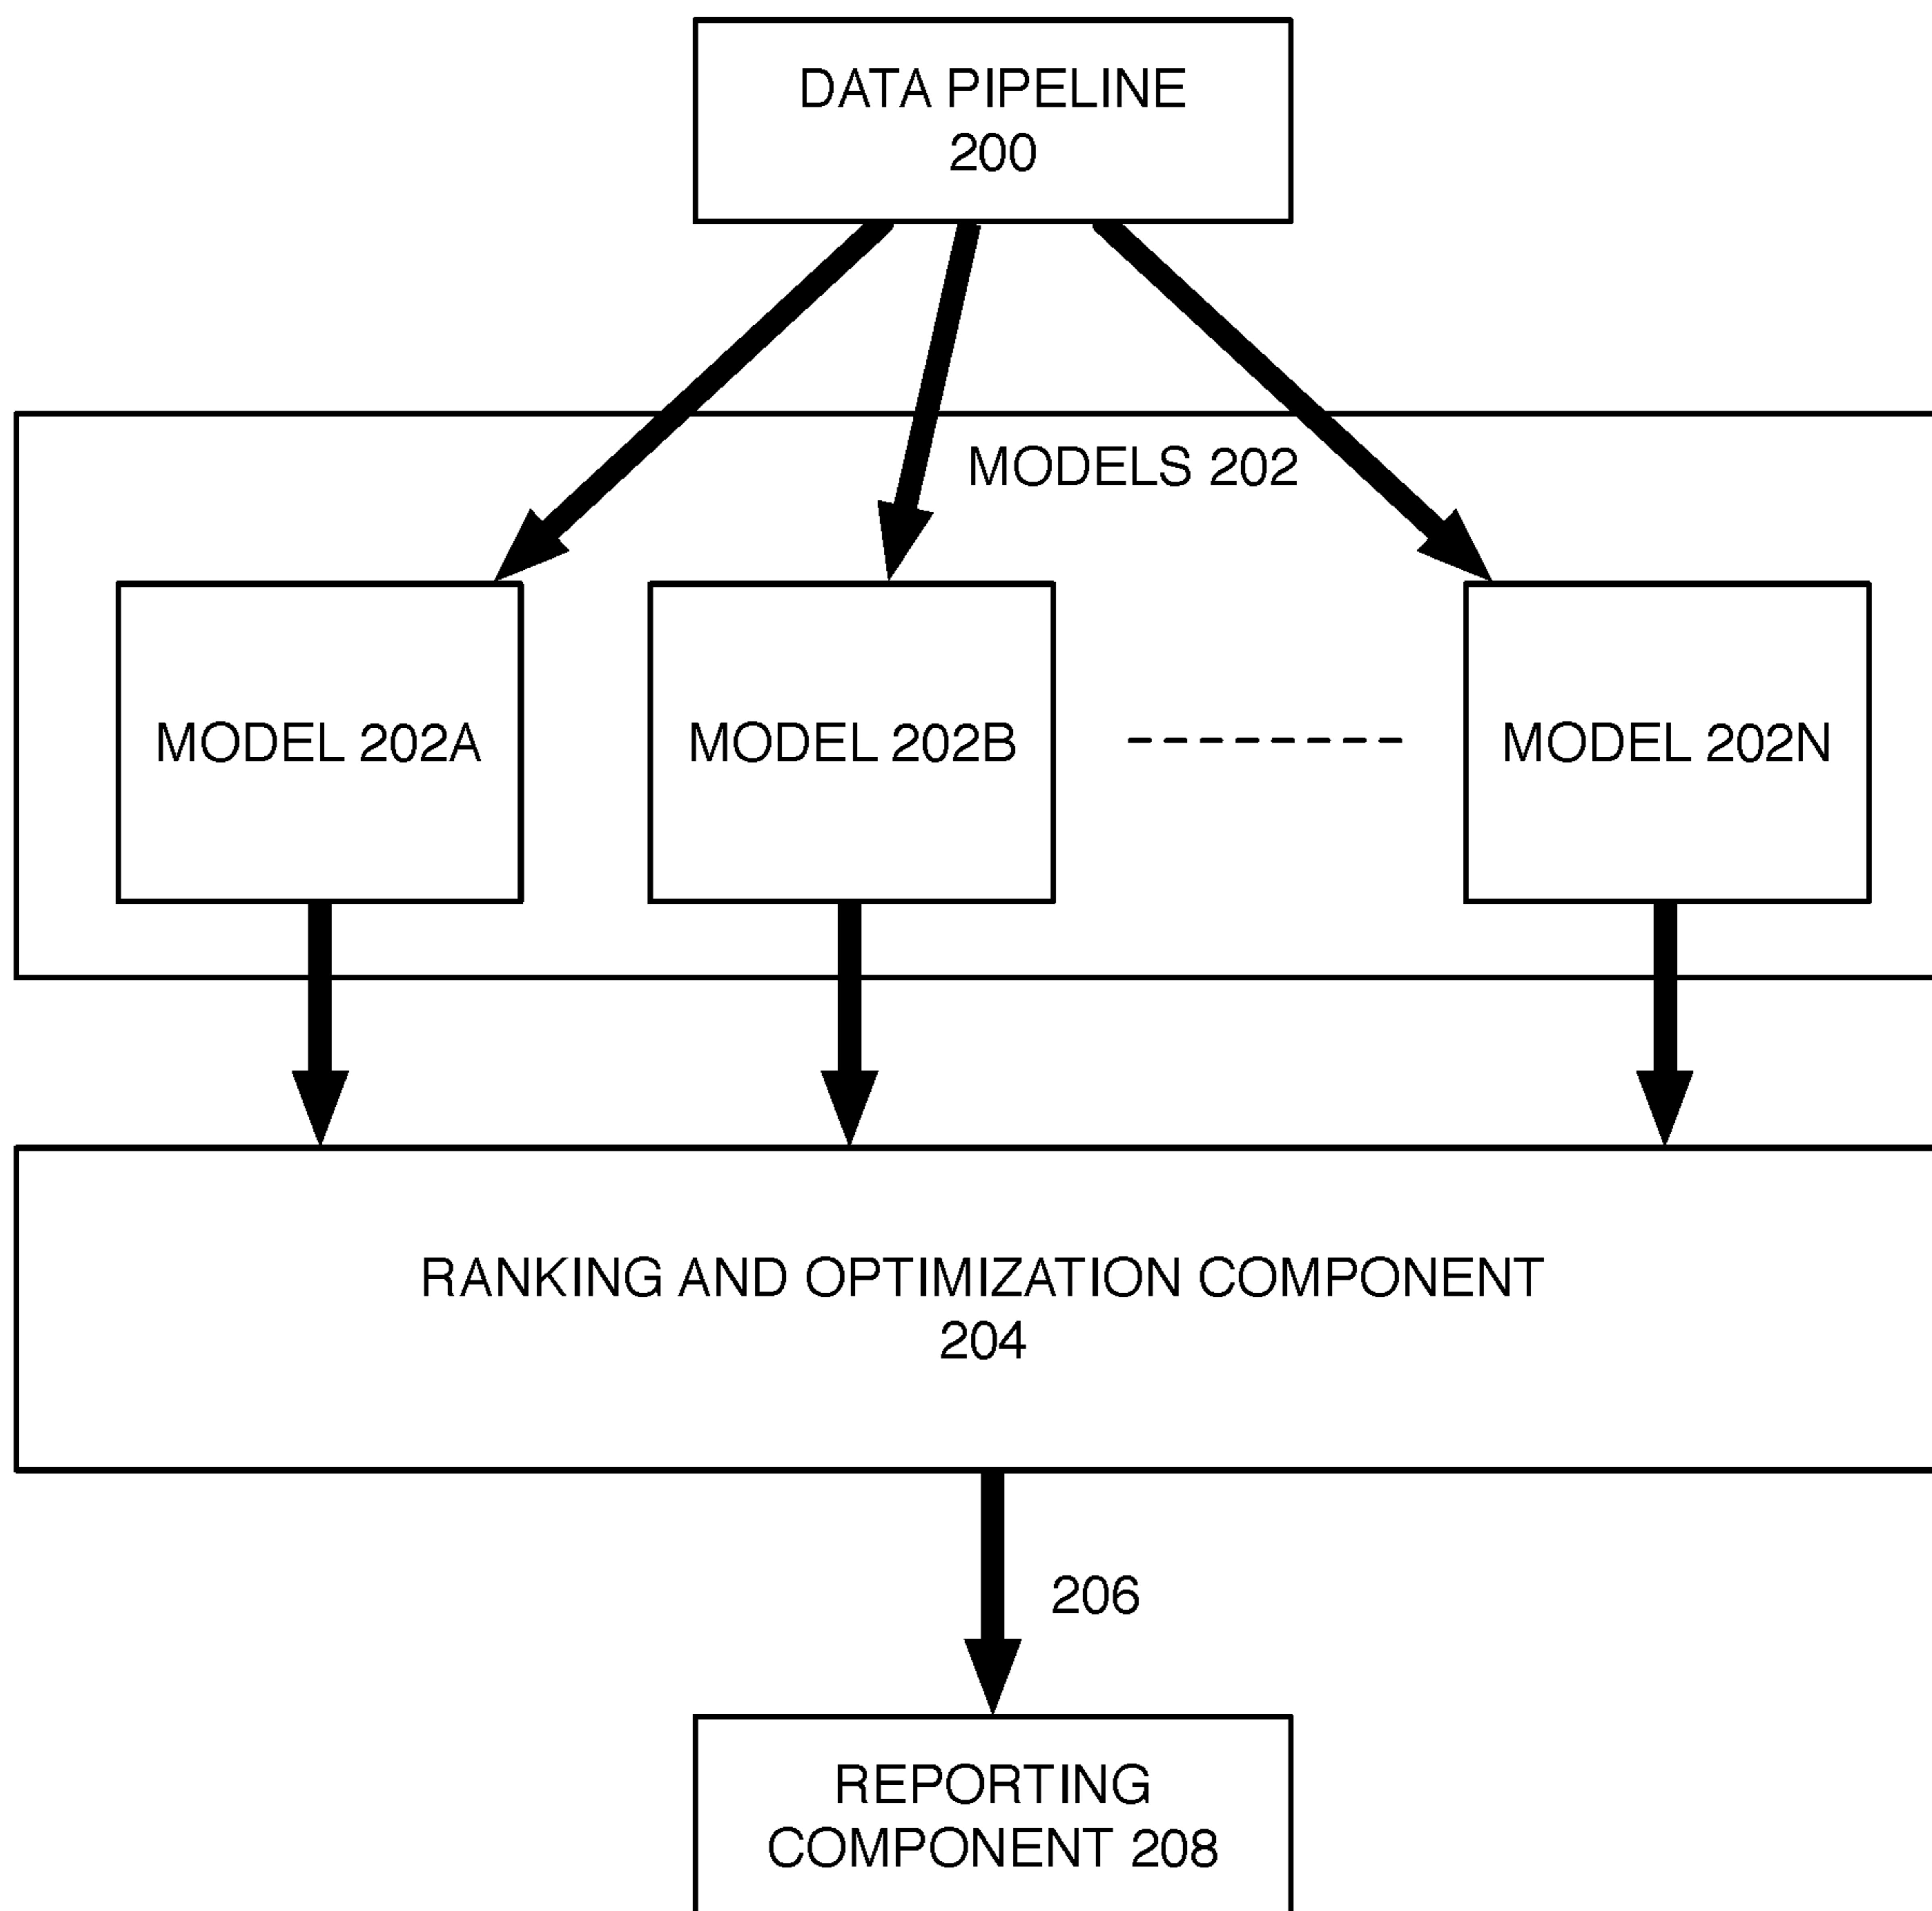 DATA PIPELINE
200
MODELS 202
MODEL 202A
MODEL 202B
MODEL 202N
RANKING AND OPTIMIZATION COMPONENT
204
206
REPORTING
COMPONENT 208